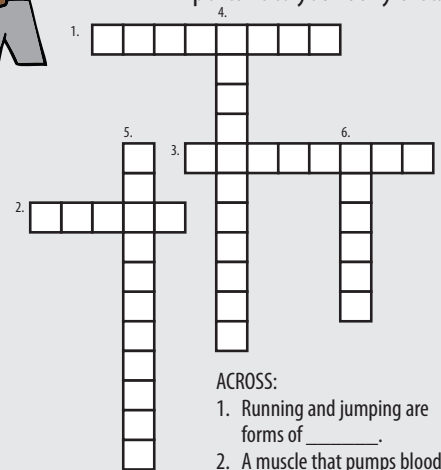 4.
1.
5.
3.
6.
2.
ACROSS:
1. Running and jumping are
forms of _______.
2. A muscle that pumps blood